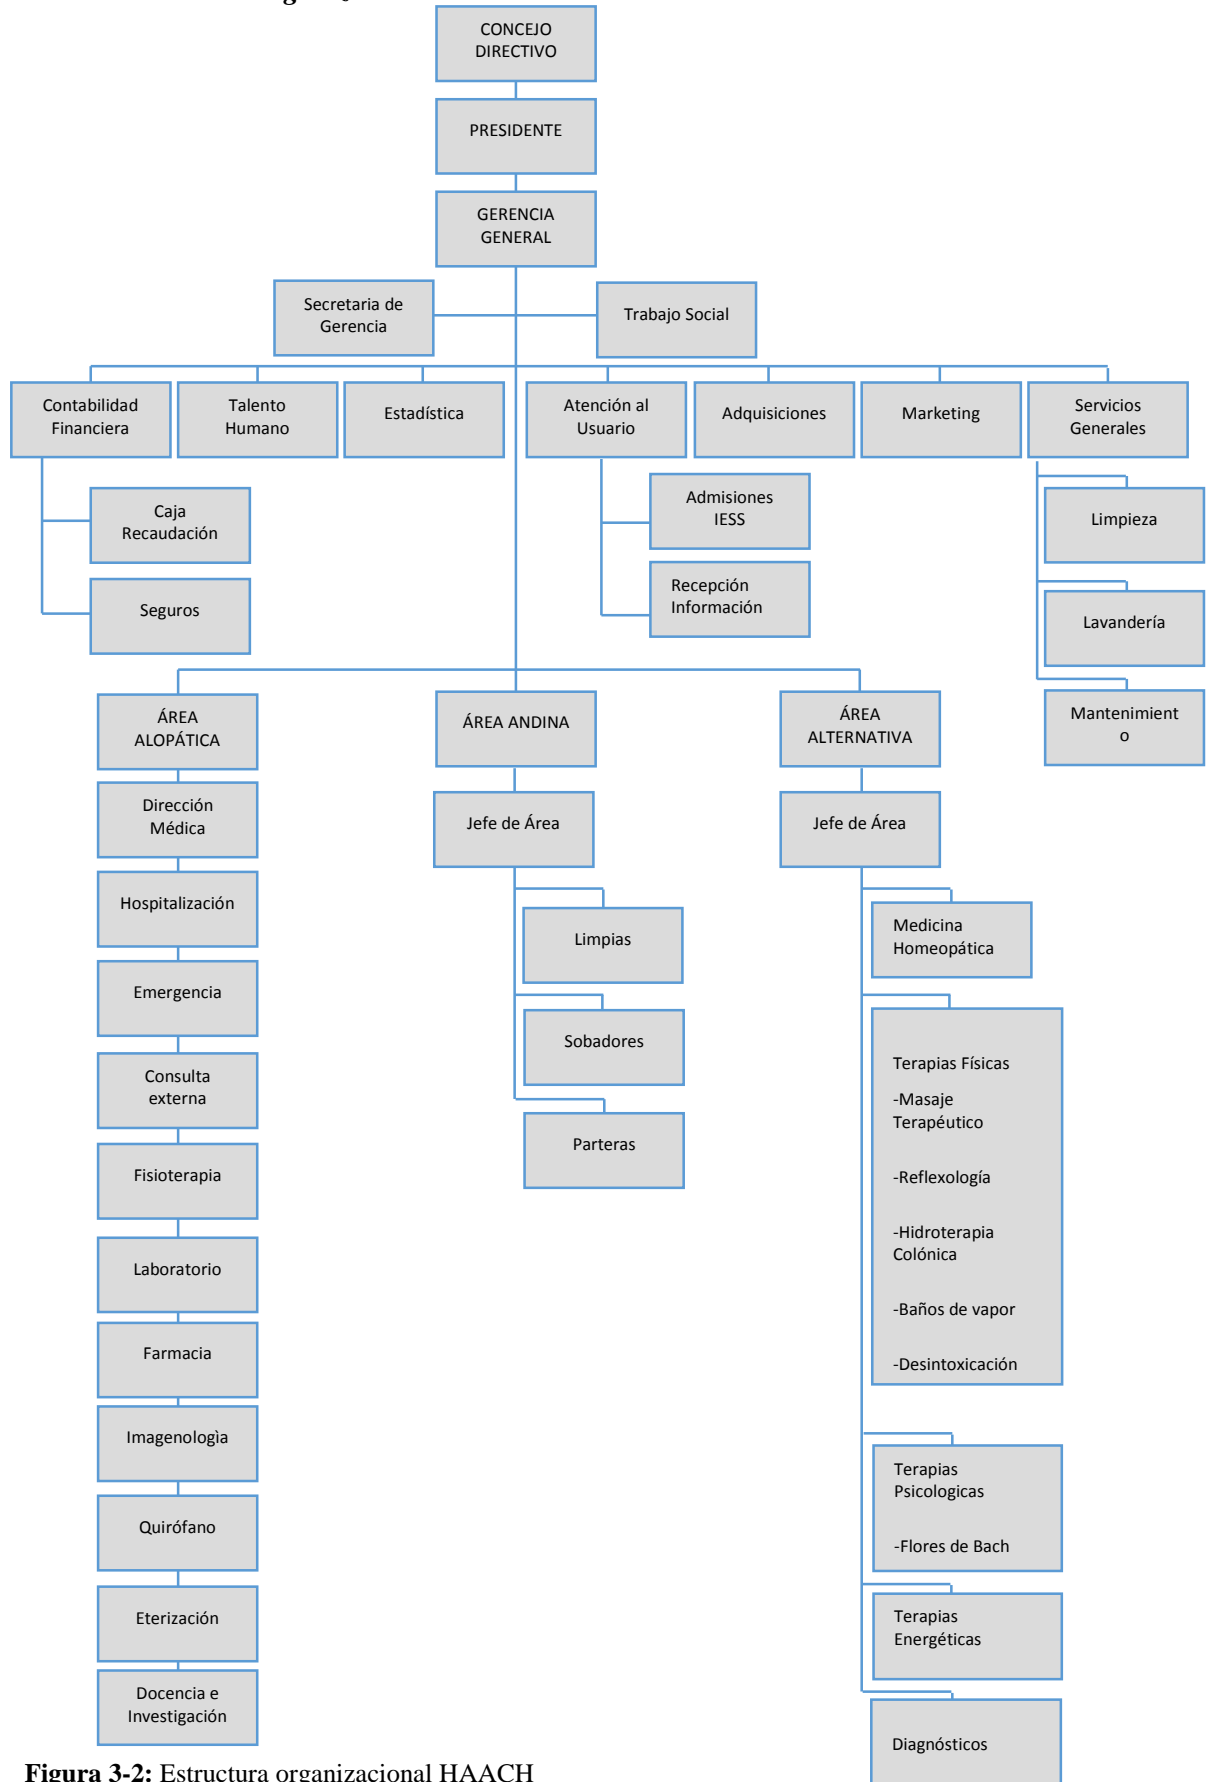 CONCEJO
DIRECTIVO
PRESIDENTE
GERENCIA
GENERAL
Secretaria de
Gerencia
Trabajo Social
Contabilidad
Financiera
Talento
Humano
Estadística
Atención al
Usuario
Adquisiciones
Marketing
Servicios
Generales
Caja
Recaudación
Seguros
Admisiones
IESS
Recepción
Información
Limpieza
Lavandería
Mantenimient
o
ÁREA
ALOPÁTICA
Dirección
Médica
Hospitalización
Emergencia
Consulta
externa
Fisioterapia
Laboratorio
Farmacia
Imagenologìa
Quirófano
Eterización
Docencia e
Investigación
ÁREA ANDINA
Jefe de Área
Limpias
Sobadores
Parteras
ÁREA
ALTERNATIVA
Jefe de Área
Medicina
Homeopática
Terapias Físicas
-Masaje
Terapéutico
-Reflexología
-Hidroterapia
Colónica
-Baños de vapor
-Desintoxicación
Terapias
Psicologicas
-Flores de Bach
Terapias
Energéticas
Diagnósticos
Figura 3-2: Estructura organizacional HAACH